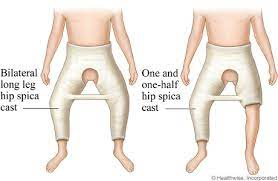 Bilateral
long leg
hip spica
cast
One and
one-half
hip spica
cast
© Healthwise, Incorporated